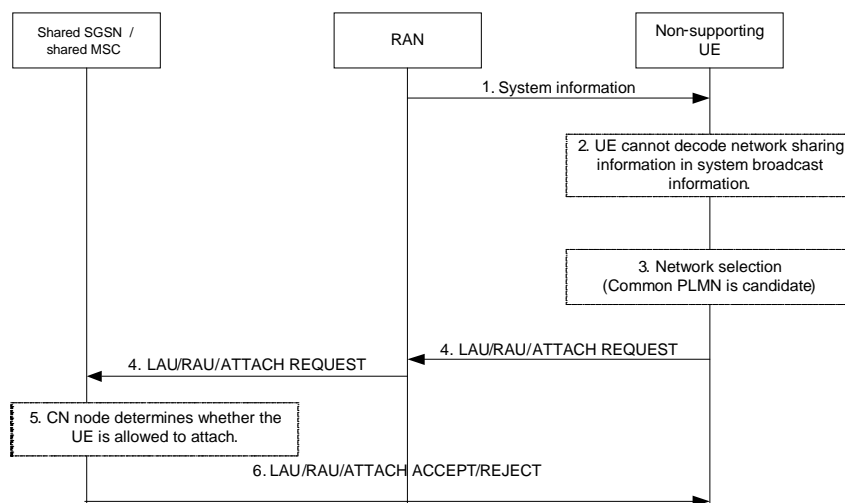 Shared SGSN /
shared MSC
RAN
Non-supporting
UE
1. System information
2. UE cannot decode network sharing
information in system broadcast
information.
3. Network selection
(Common PLMN is candidate)
4. LAU/RAU/ATTACH REQUEST
4. LAU/RAU/ATTACH REQUEST
5. CN node determines whether the
UE is allowed to attach.
6. LAU/RAU/ATTACH ACCEPT/REJECT